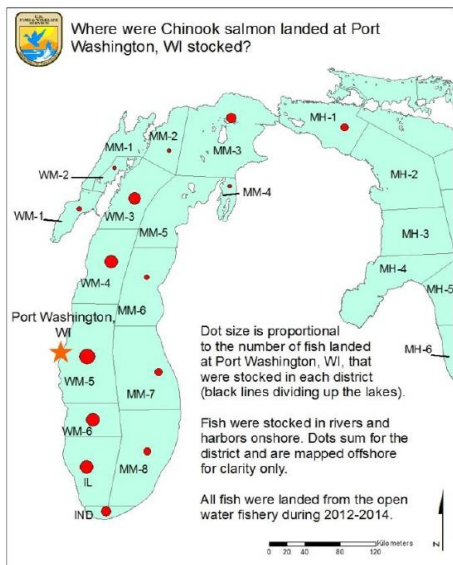 U.S.
FISH & WILDLIFE
SERVICE
Where were Chinook salmon landed at Port
Washington, WI stocked?
MH-1
MM-2
MM-1
MM-3
WM-2
MH-2
MM-4
WM-1
WM-3
MM-5
MH-3
WM-4
MH-4
MH-5
MM-6
Port Washington,
WI
Dot size is proportional
to the number of fish landed
at Port Washington, WI, that
were stocked in each district
(black lines dividing up the lakes).
MH-6
WM-5
MM-7
Fish were stocked in rivers and
harbors onshore. Dots sum for the
district and are mapped offshore
for clarity only.
WM-6
MM-8
IL
All fish were landed from the open
water fishery during 2012-2014.
IND
Kilometers
0 20 40 80 120
N